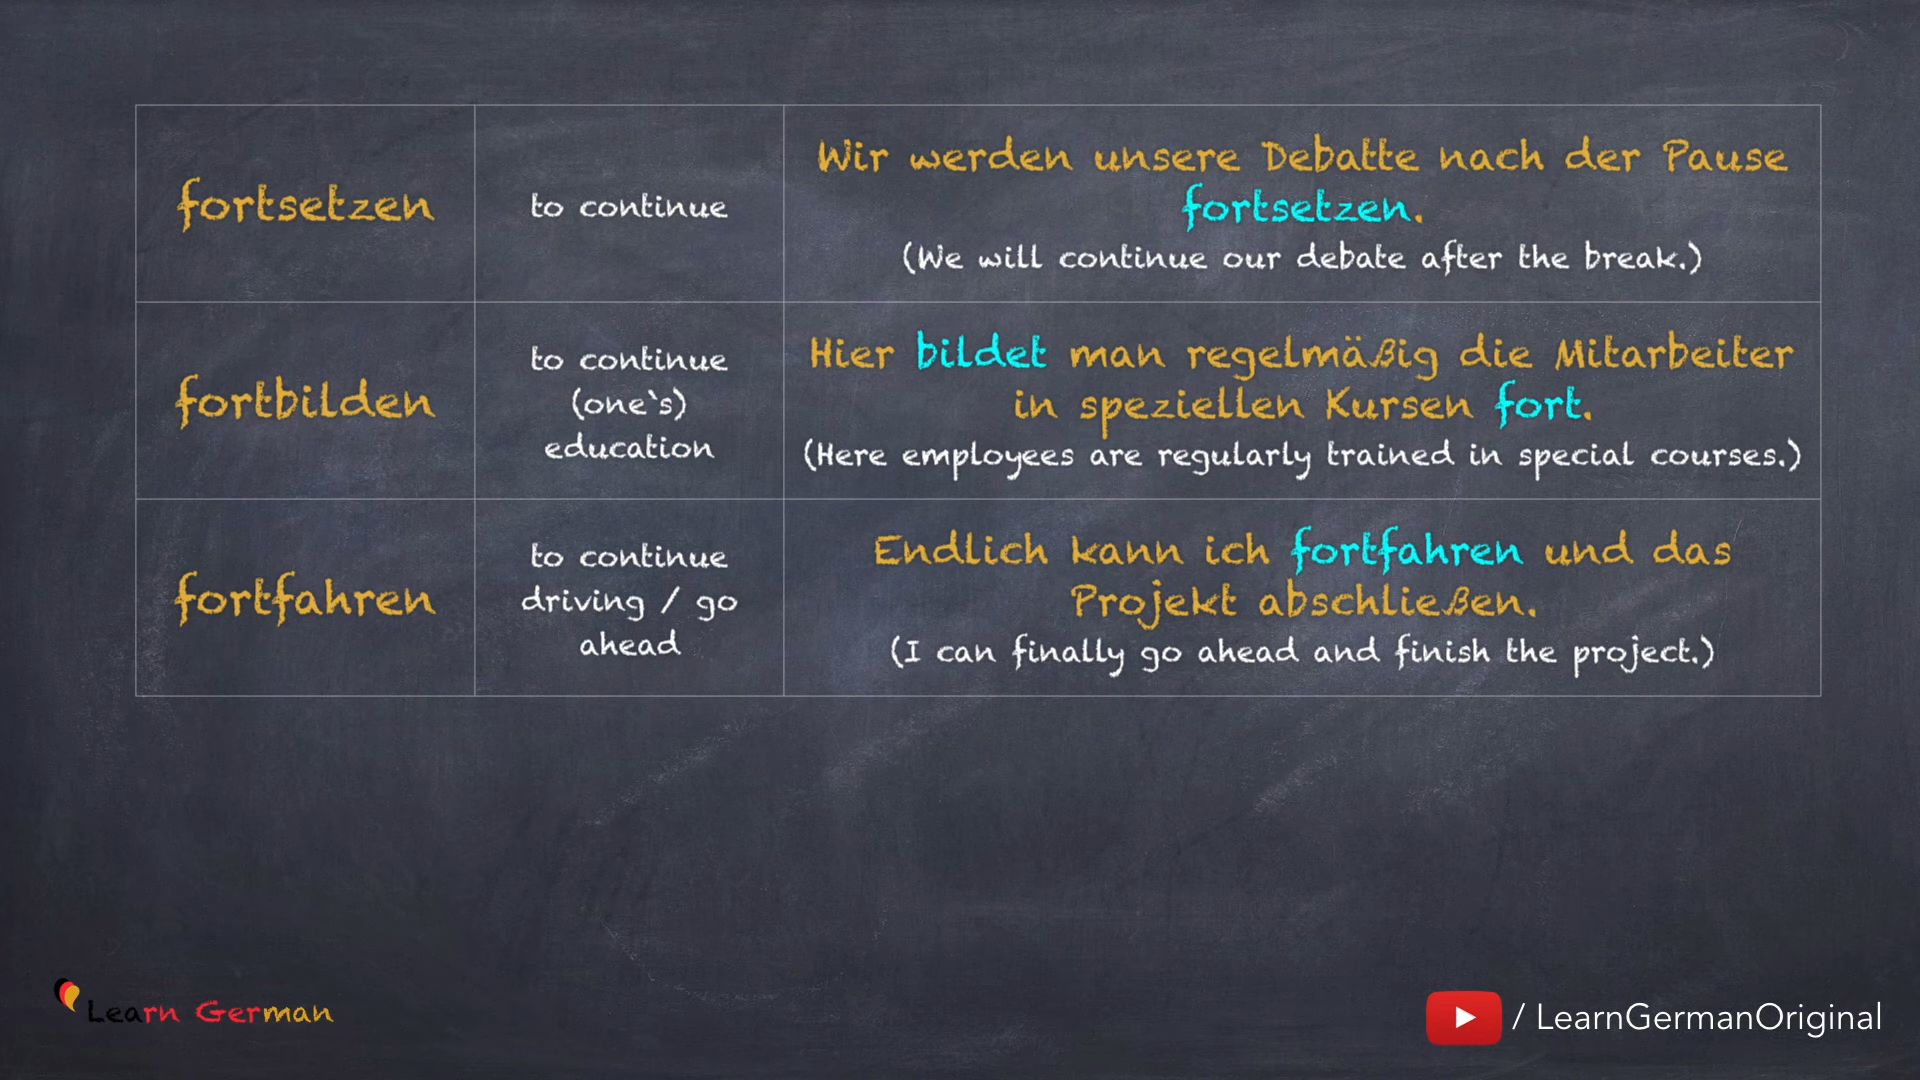 fortsetzen
to continue
Wir werden unsere Debatte nach der Pause
fortsetzen.
(We will continue our debate after the break.)
fortbilden
to continue
(one`s)
education
Hier bildet man regelmäßig die Mitarbeiter
in speziellen Kursen fort.
(Here employees are regularly trained in special courses.)
fortfahren
to continue
driving / go
ahead
Endlich kann ich fortfahren und das
Projekt abschließen.
(I can finally go ahead and finish the project.)
Learn German
/ LearnGermanOriginal